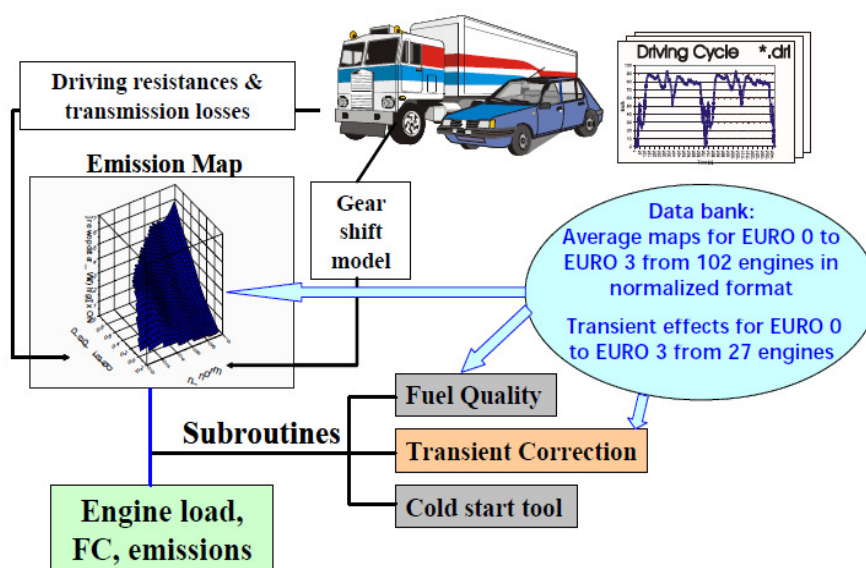 Driving Cycle *.drl
Driving resistances &
transmission losses
Emission Map
Gear
shift
model
Data bank:
Average maps for EURO 0 to
EURO 3 from 102 engines in
normalized format
Transient effects for EURO 0
to EURO 3 from 27 engines
n_norm
Fuel Quality
Subroutines
Transient Correction
Cold start tool
Engine load,
FC, emissions